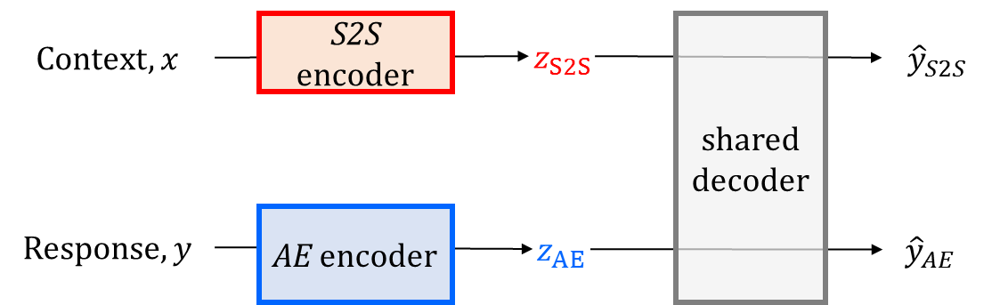 Context, x
S2S
encoder
z_S2S
ŷ_S2S
shared
decoder
Response, y
AE encoder
z_AE
ŷ_AE